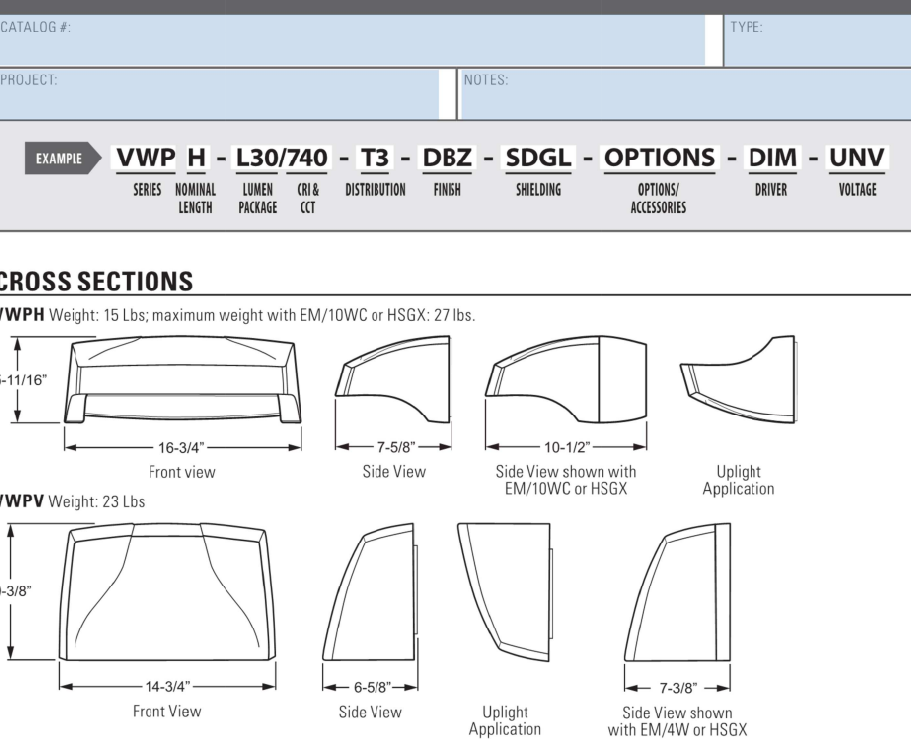 CATALOG #:
TYPE:
PROJECT:
NOTES:
EXAMPLE
VWP H - L30/740 - T3 - DBZ - SDGL - OPTIONS - DIM - UNV
SERIES NOMINAL LENGTH LUMEN PACKAGE CRI & CCT DISTRIBUTION FINISH SHIELDING OPTIONS/ ACCESSORIES DRIVER VOLTAGE
CROSS SECTIONS
VWPH Weight: 15 Lbs; maximum weight with EM/10WC or HSGX: 27 lbs.
-11/16"
16-3/4"
7-5/8"
10-1/2"
Front view
Side View
Side View shown with
EM/10WC or HSGX
Uplight
Application
VWPV Weight: 23 Lbs
-3/8"
14-3/4"
6-5/8"
7-3/8"
Front View
Side View
Uplight
Application
Side View shown
with EM/4W or HSGX